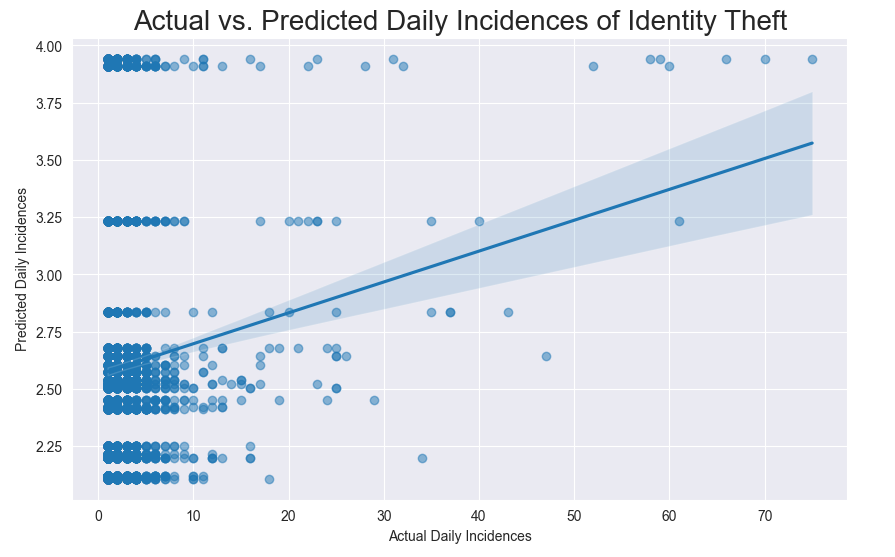 Actual vs. Predicted Daily Incidences of Identity Theft
4.00
3.75
3.50
3.25
3.00
2.75
2.50
2.25
Predicted Daily Incidences
0 10 20 30 40 50 60 70
Actual Daily Incidences